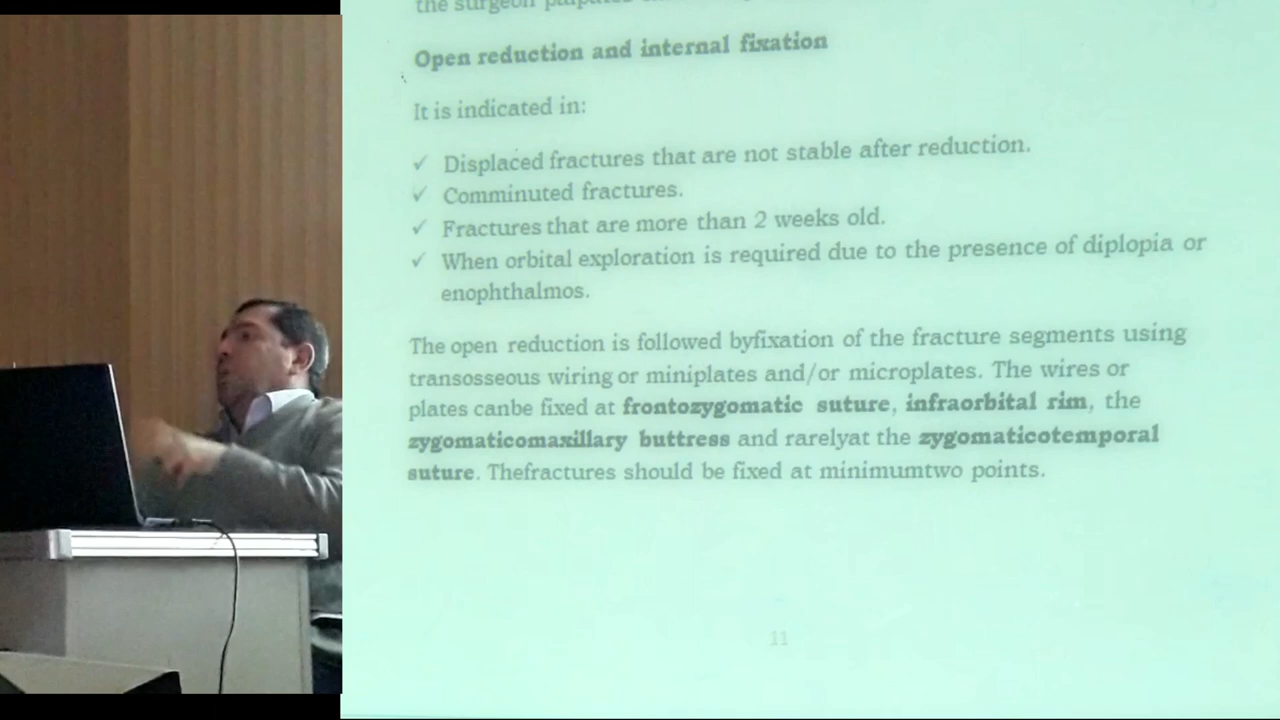 the surgeon
Open reduction and internal fixation
It is indicated in:
✓ Displaced fractures that are not stable after reduction.
✓ Comminuted fractures.
✓ Fractures that are more than 2 weeks old.
✓ When orbital exploration is required due to the presence of diplopia or
enophthalmos.
The open reduction is followed byfixation of the fracture segments using
transosseous wiring or miniplates and/or microplates. The wires or
plates canbe fixed at frontozygomatic suture, infraorbital rim, the
zygomaticomaxillary buttress and rarelyat the zygomaticotemporal
suture. Thefractures should be fixed at minimumtwo points.
11